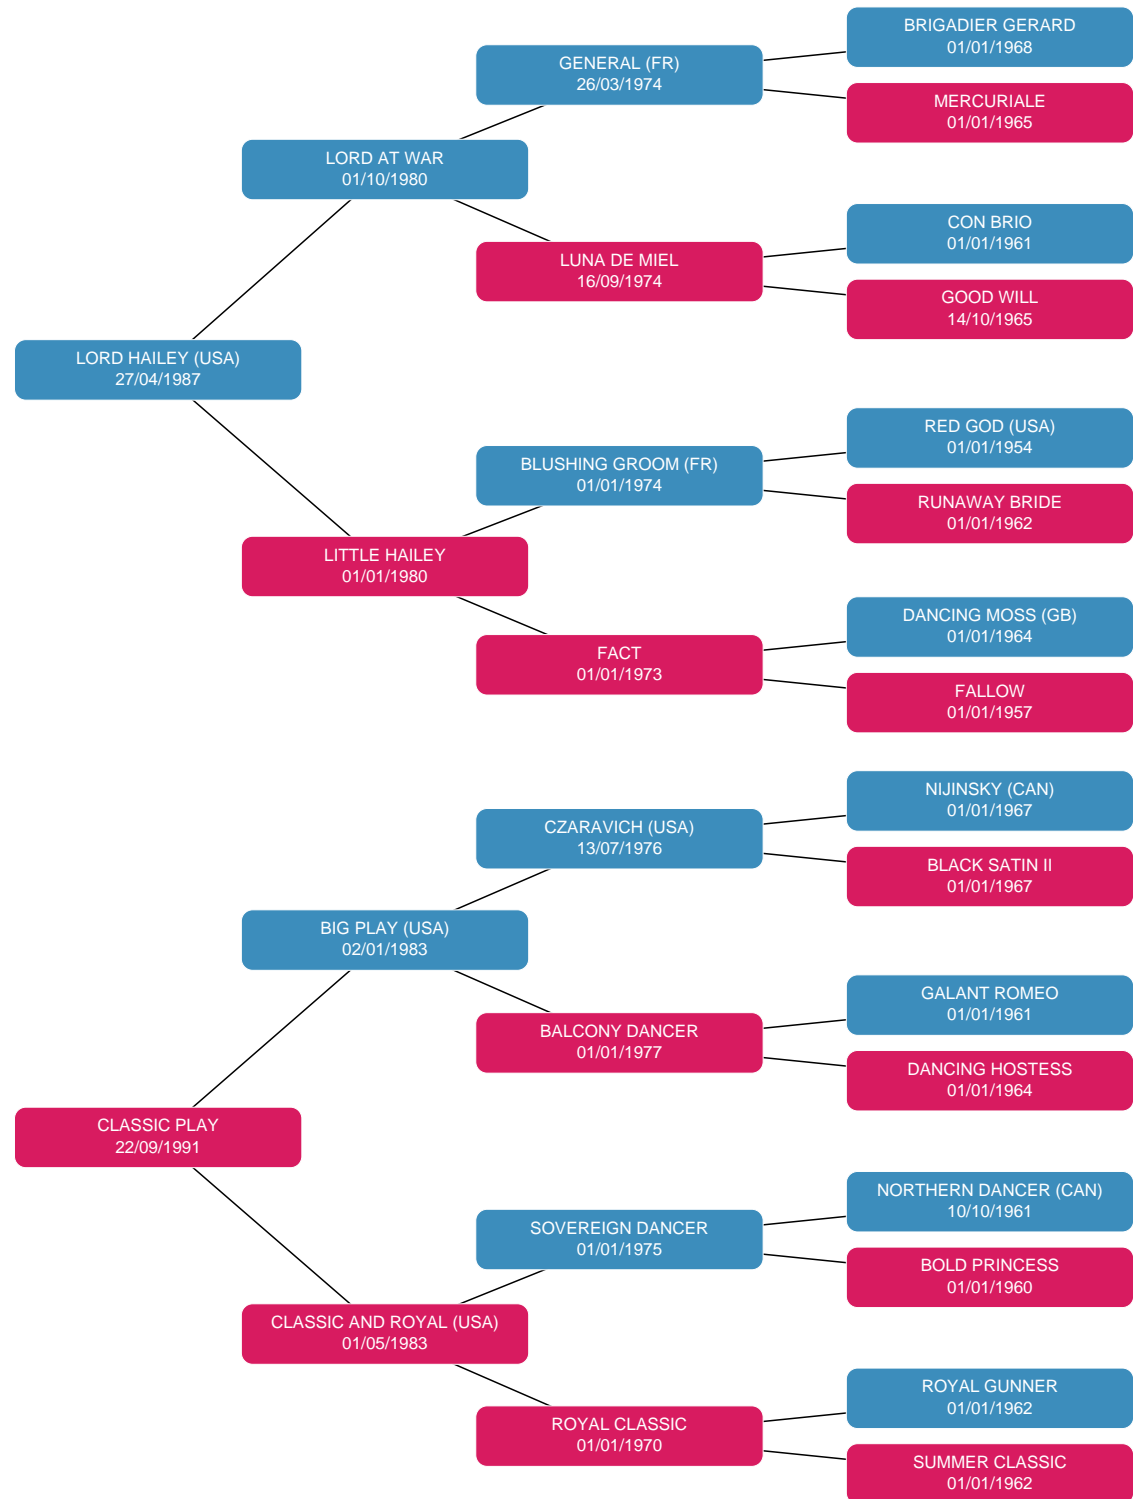 BRIGADIER GERARD
01/01/1968
GENERAL (FR)
26/03/1974
MERCURIALE
01/01/1965
LORD AT WAR
01/10/1980
CON BRIO
01/01/1961
LUNA DE MIEL
16/09/1974
GOOD WILL
14/10/1965
LORD HAILEY (USA)
27/04/1987
RED GOD (USA)
01/01/1954
BLUSHING GROOM (FR)
01/01/1974
RUNAWAY BRIDE
01/01/1962
LITTLE HAILEY
01/01/1980
DANCING MOSS (GB)
01/01/1964
FACT
01/01/1973
FALLOW
01/01/1957
NIJINSKY (CAN)
01/01/1967
CZARAVICH (USA)
13/07/1976
BLACK SATIN II
01/01/1967
BIG PLAY (USA)
02/01/1983
GALANT ROMEO
01/01/1961
BALCONY DANCER
01/01/1977
DANCING HOSTESS
01/01/1964
CLASSIC PLAY
22/09/1991
NORTHERN DANCER (CAN)
10/10/1961
SOVEREIGN DANCER
01/01/1975
BOLD PRINCESS
01/01/1960
CLASSIC AND ROYAL (USA)
01/05/1983
ROYAL GUNNER
01/01/1962
ROYAL CLASSIC
01/01/1970
SUMMER CLASSIC
01/01/1962